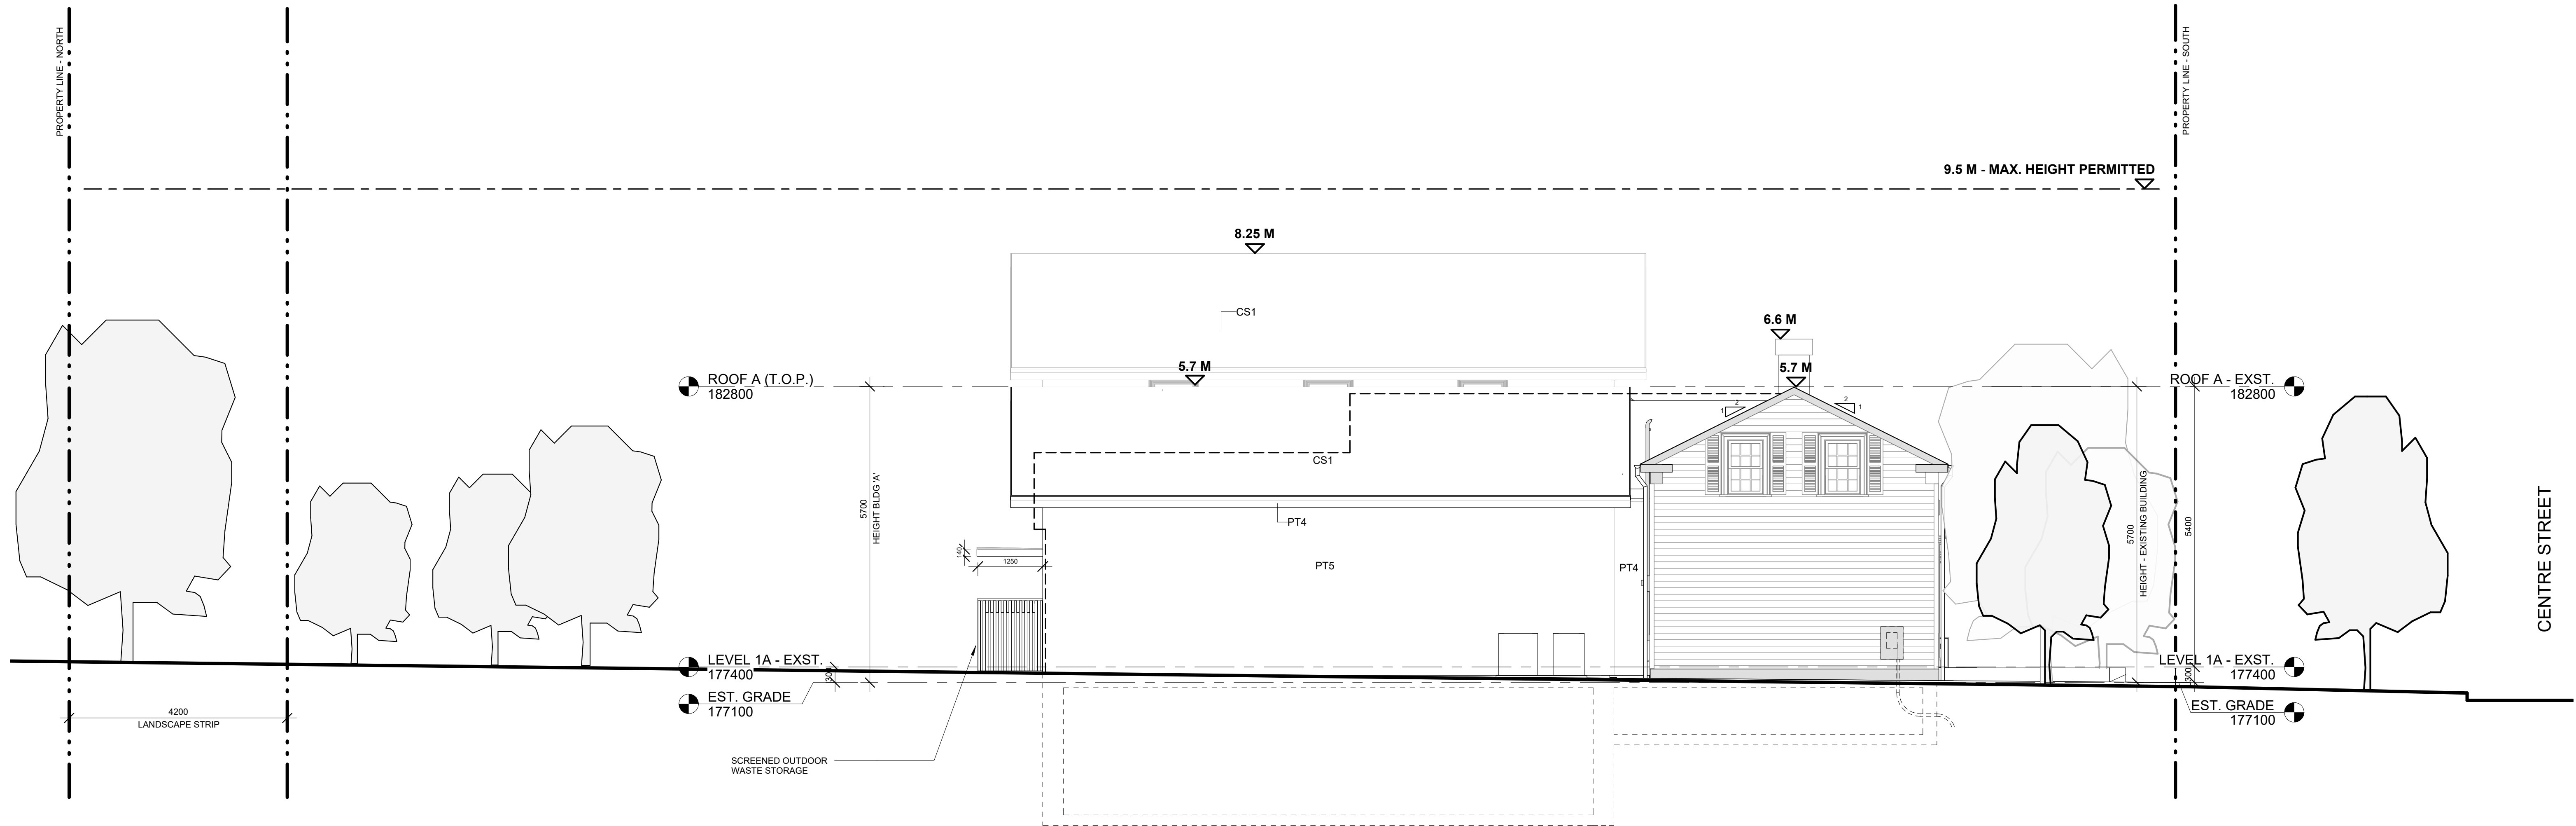 PROPERTY LINE - NORTH
PROPERTY LINE - SOUTH
9.5 M - MAX. HEIGHT PERMITTED
8.25 M
CS1
6.6 M
5.7 M
5.7 M
ROOF A (T.O.P.)
182800
ROOF A - EXST.
182800
2
1
2
1
CS1
5700
HEIGHT BLDG 'A'
PT4
140
1250
PT5
PT4
5700
HEIGHT - EXISTING BUILDING
5400
CENTRE STREET
LEVEL 1A - EXST.
177400
300
LEVEL 1A - EXST.
177400
300
EST. GRADE
177100
EST. GRADE
177100
4200
LANDSCAPE STRIP
SCREENED OUTDOOR
WASTE STORAGE